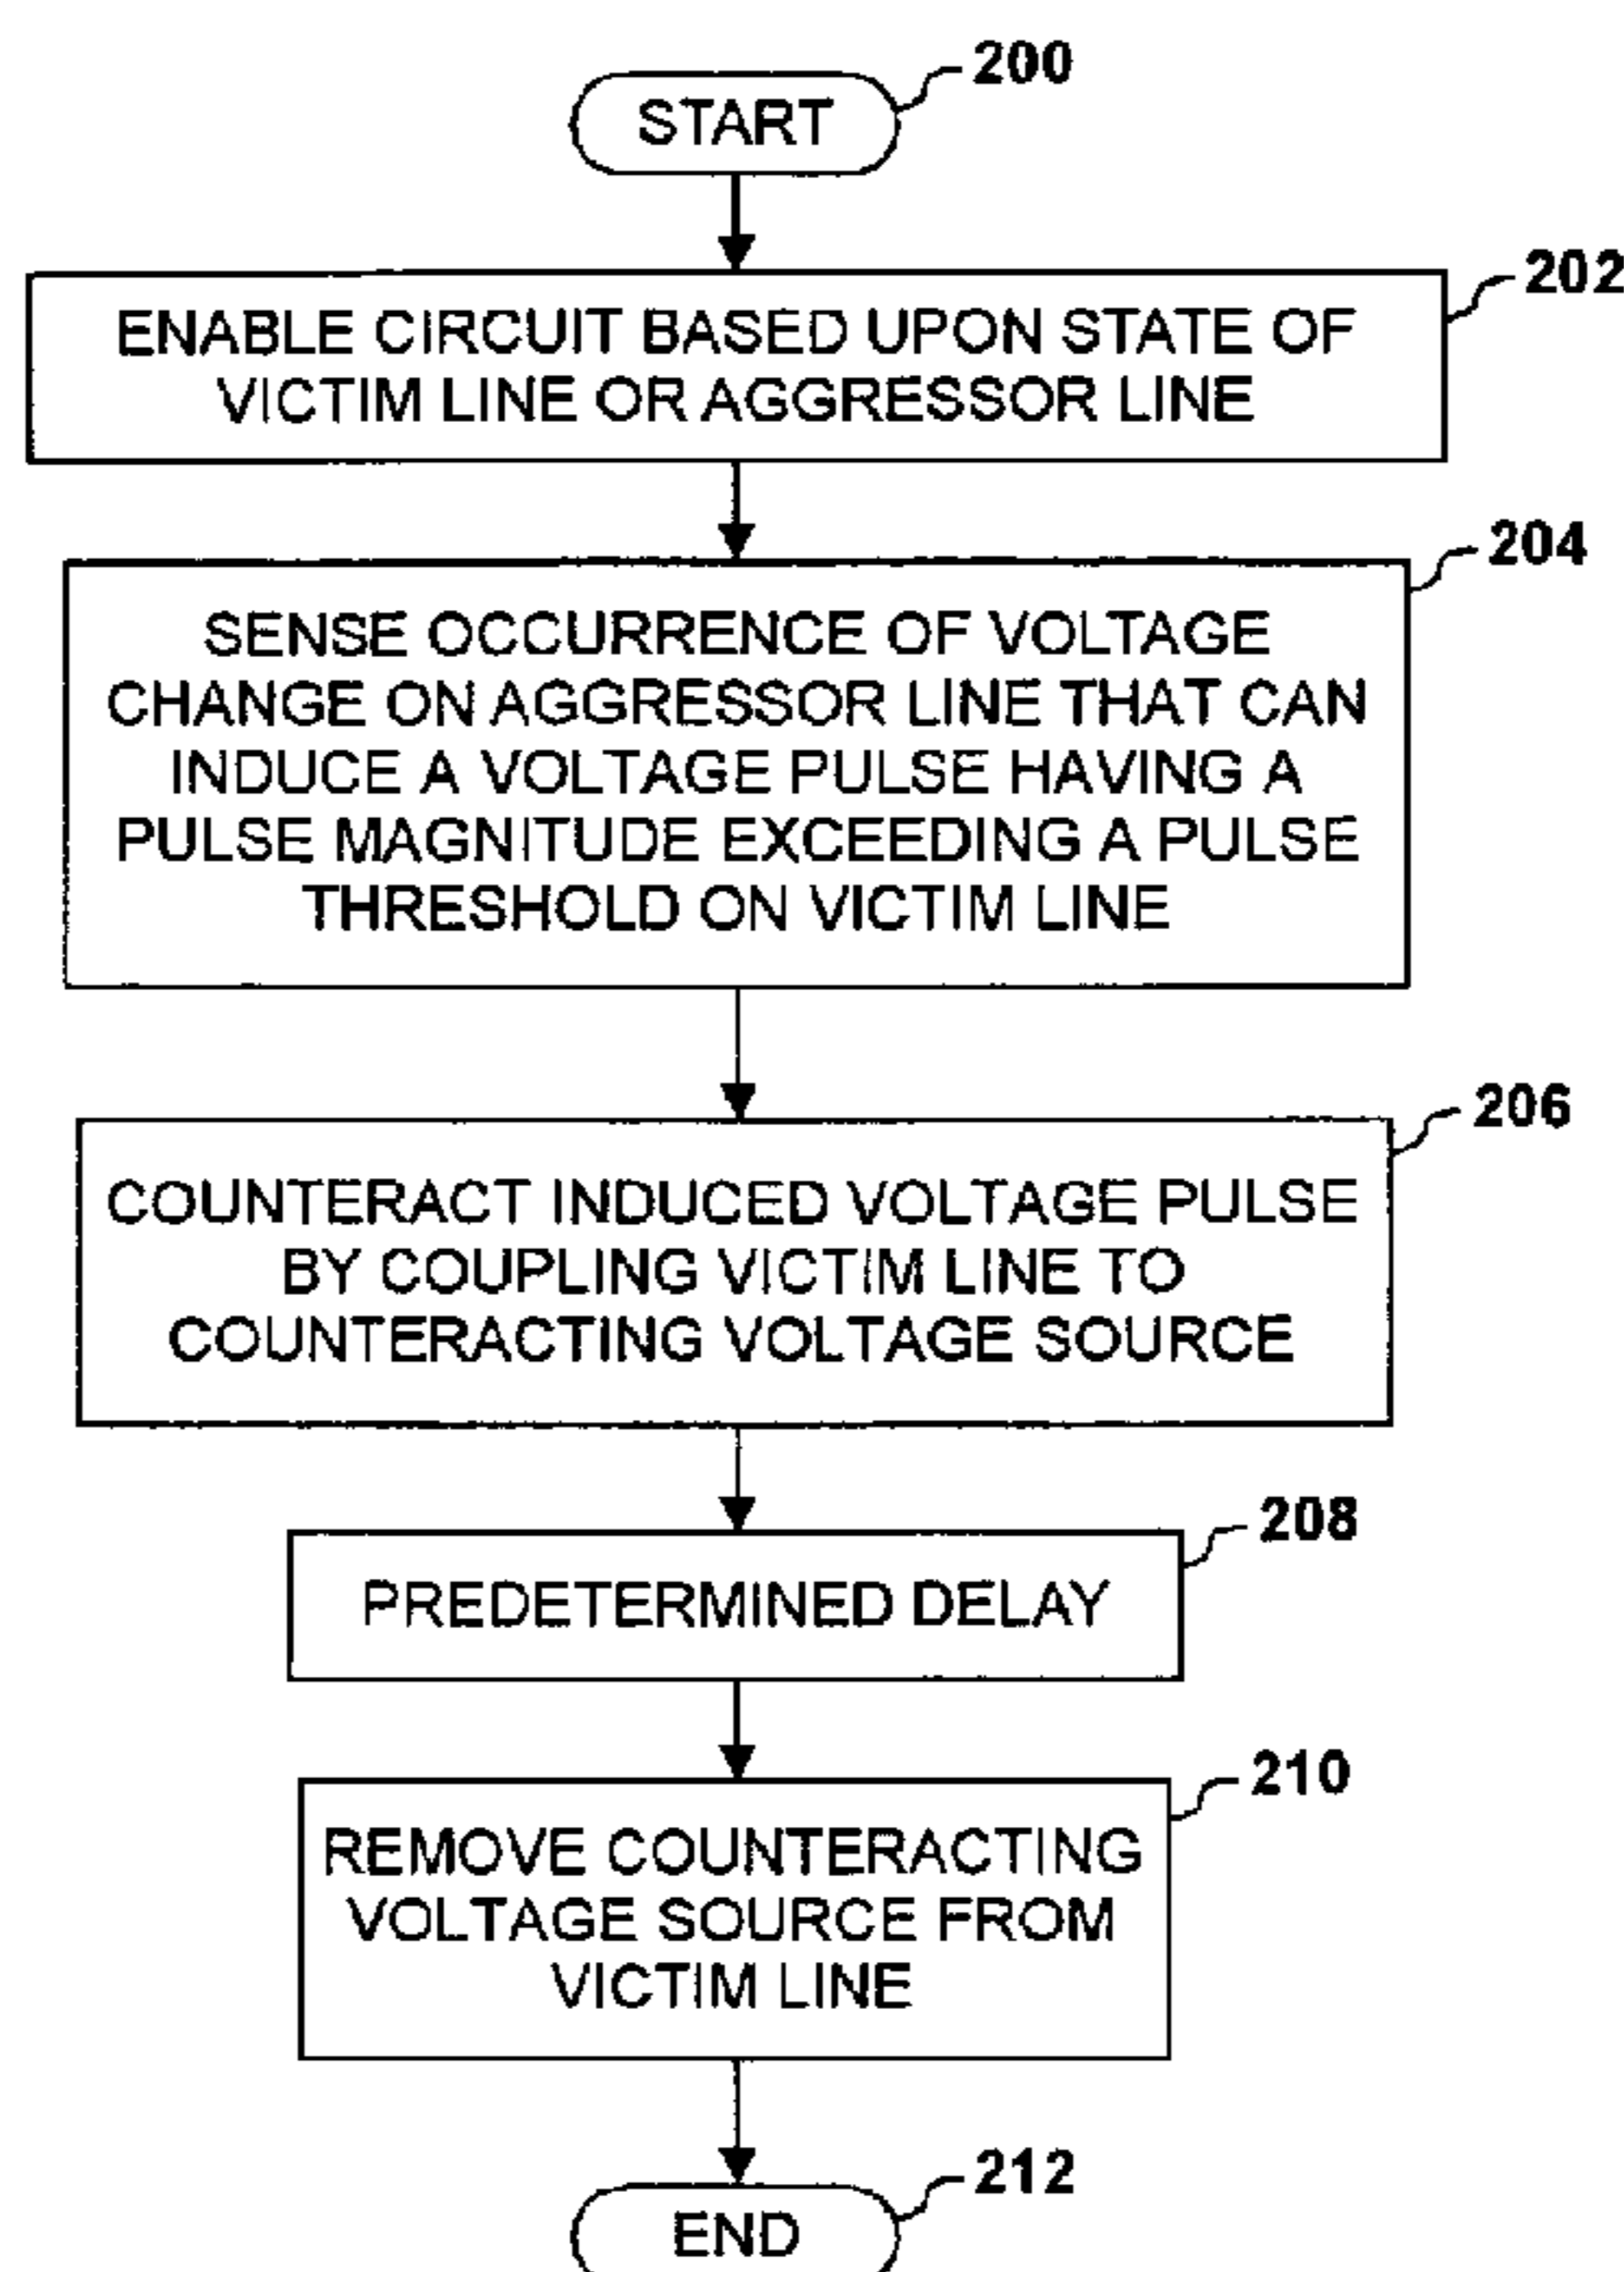 200
START
202
ENABLE CIRCUIT BASED UPON STATE OF
VICTIM LINE OR AGGRESSOR LINE
204
SENSE OCCURRENCE OF VOLTAGE
CHANGE ON AGGRESSOR LINE THAT CAN
INDUCE A VOLTAGE PULSE HAVING A
PULSE MAGNITUDE EXCEEDING A PULSE
THRESHOLD ON VICTIM LINE
206
COUNTERACT INDUCED VOLTAGE PULSE
BY COUPLING VICTIM LINE TO
COUNTERACTING VOLTAGE SOURCE
208
PREDETERMINED DELAY
210
REMOVE COUNTERACTING
VOLTAGE SOURCE FROM
VICTIM LINE
212
END